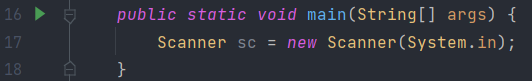 16 public static void main(String[] args) {
17 Scanner sc = new Scanner(System.in);
18 }